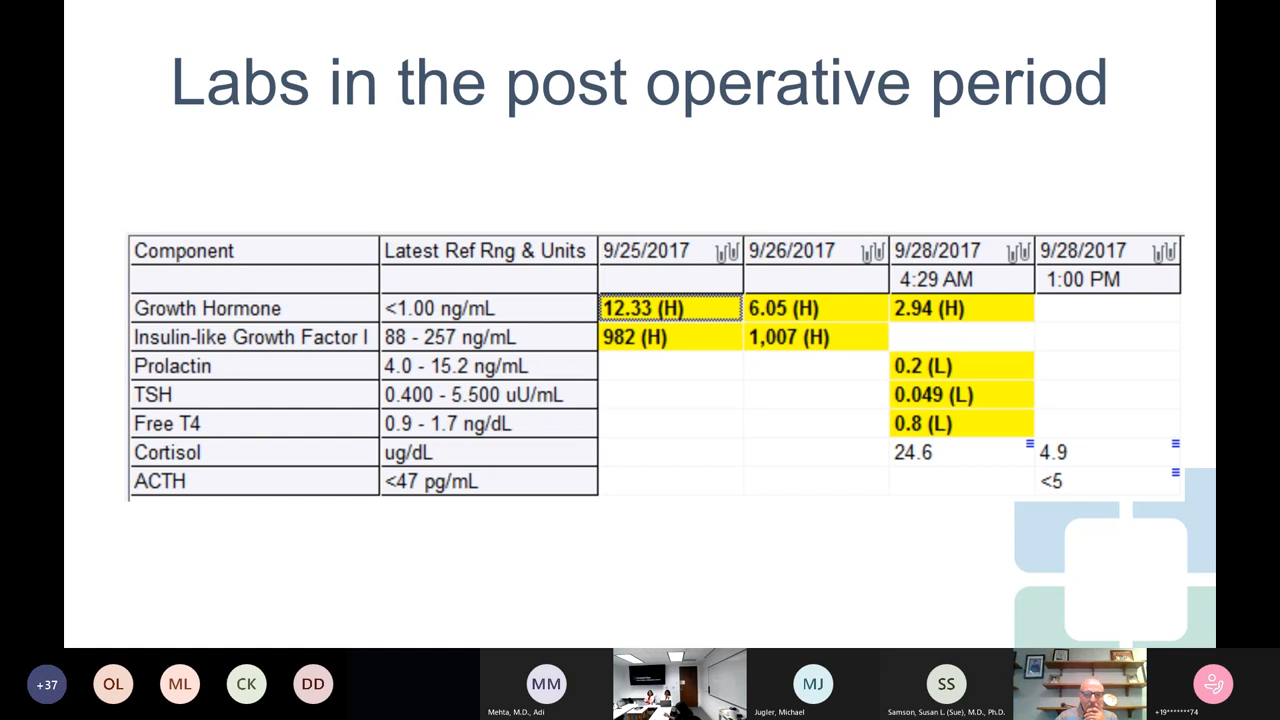 Labs in the post operative period
Component Latest Ref Rng & Units 9/25/2017 9/26/2017 9/28/2017 9/28/2017
4:29 AM 1:00 PM
Growth Hormone <1.00 ng/mL 12.33 (H) 6.05 (H) 2.94 (H)
Insulin-like Growth Factor I 88 - 257 ng/mL 982 (H) 1,007 (H)
Prolactin 4.0 - 15.2 ng/mL 0.2 (L)
TSH 0.400 - 5.500 uU/mL 0.049 (L)
Free T4 0.9 - 1.7 ng/dL 0.8 (L)
Cortisol ug/dL 24.6 4.9
ACTH <47 pg/mL <5
+37 OL ML CK DD MM MJ SS
Mehta, M.D., Adi Jugler, Michael Samson, Susan L. (Sue), M.D., Ph.D. +19*******74